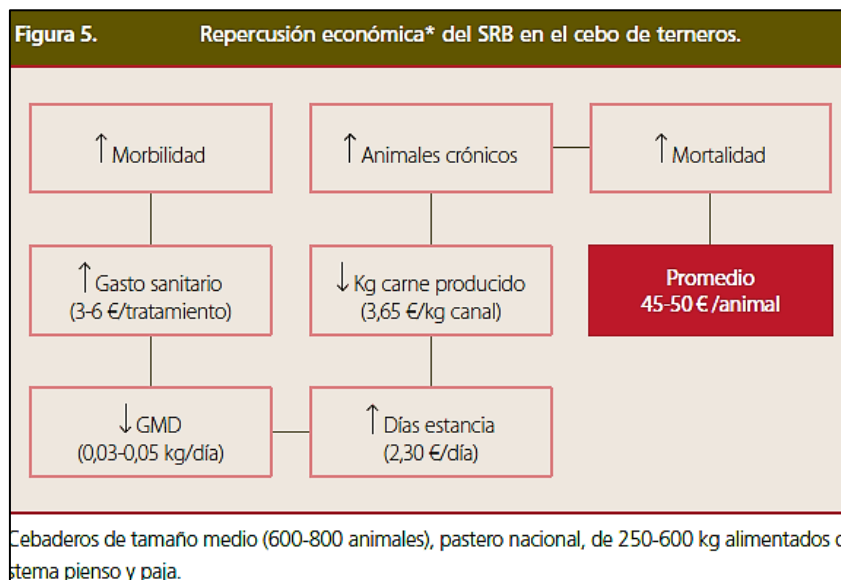 Figura 5. Repercusión económica* del SRB en el cebo de terneros.
↑ Morbilidad
↑ Animales crónicos
↑ Mortalidad
↑ Gasto sanitario
(3-6 €/tratamiento)
↓ Kg carne producido
(3,65 €/kg canal)
Promedio
45-50 €/animal
↓ GMD
(0,03-0,05 kg/día)
↑ Días estancia
(2,30 €/día)
Cebaderos de tamaño medio (600-800 animales), pastero nacional, de 250-600 kg alimentados
stema pienso y paja.